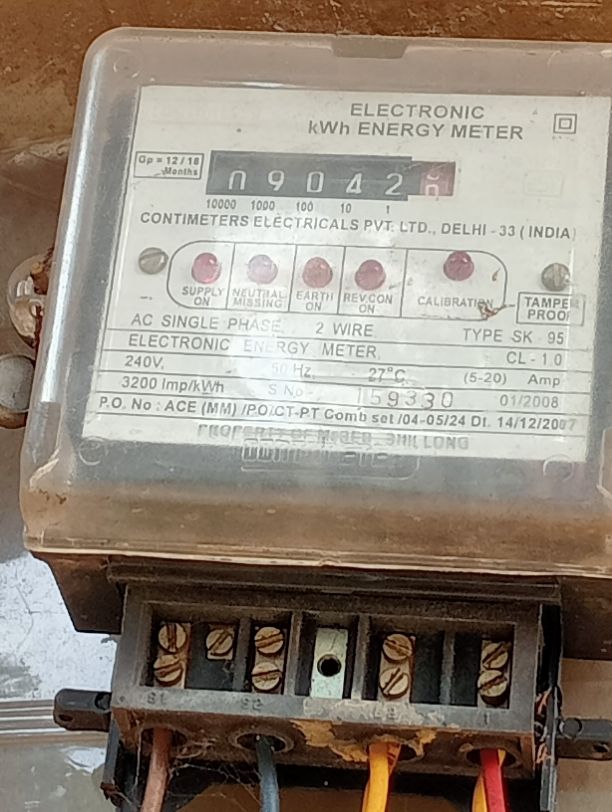 ELECTRONIC
kWh ENERGY METER
Gp = 12 / 18
Months
0 9 0 4 2
10000 1000 100 10 1
CONTIMETERS ELECTRICALS PVT. LTD., DELHI - 33 ( INDIA )
SUPPLY ON
NEUTRAL MISSING
EARTH ON
REV.CON ON
CALIBRATION
TAMPER PROOF
AC SINGLE PHASE, 2 WIRE TYPE SK 95
ELECTRONIC ENERGY METER, CL - 1.0
240V, 50 Hz, 27°C, (5-20) Amp
3200 Imp/kWh S No - 159330 01/2008
P.O. No : ACE (MM) /PO/CT-PT Comb set /04-05/24 Dt. 14/12/2007
PROPERTY OF SHILLONG